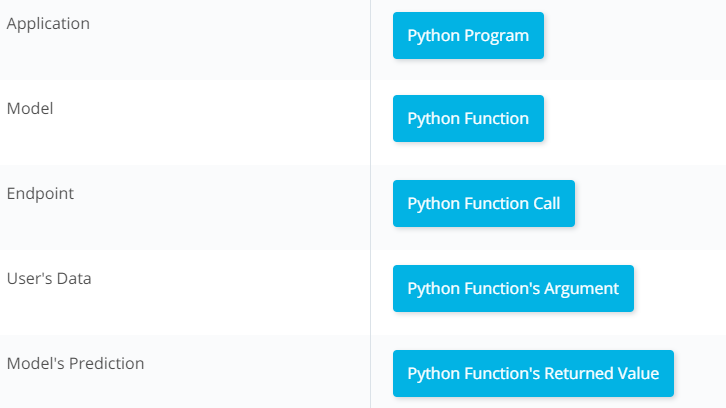 Application
Python Program
Model
Python Function
Endpoint
Python Function Call
User's Data
Python Function's Argument
Model's Prediction
Python Function's Returned Value